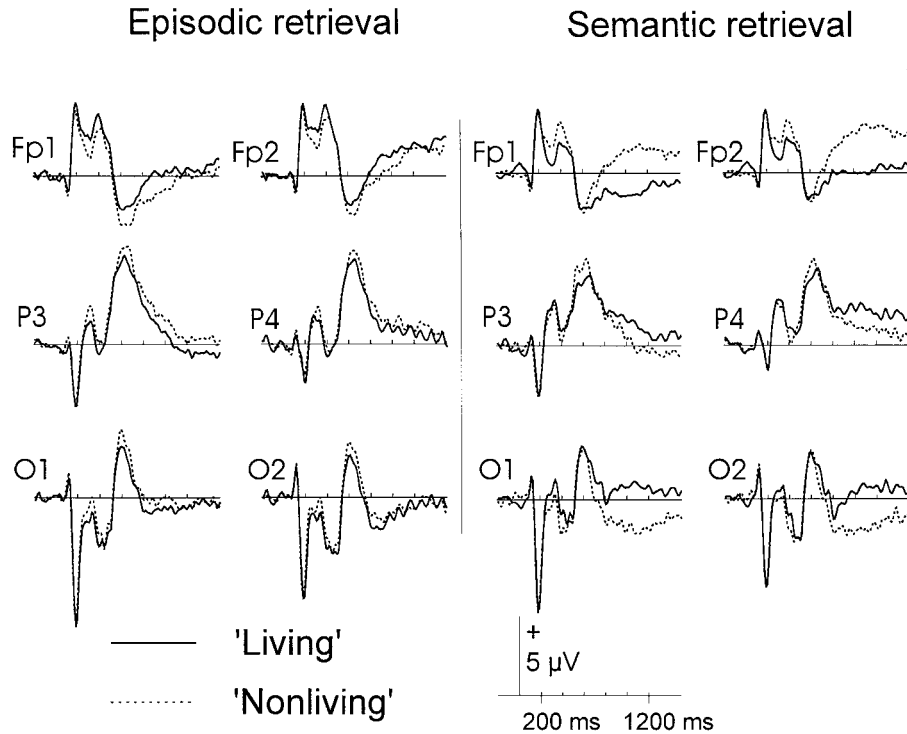 Episodic retrieval Semantic retrieval
Fp1 Fp2 Fp1 Fp2
P3 P4 P3 P4
O1 O2 O1 O2
'Living'
'Nonliving'
+
5 µV
200 ms 1200 ms